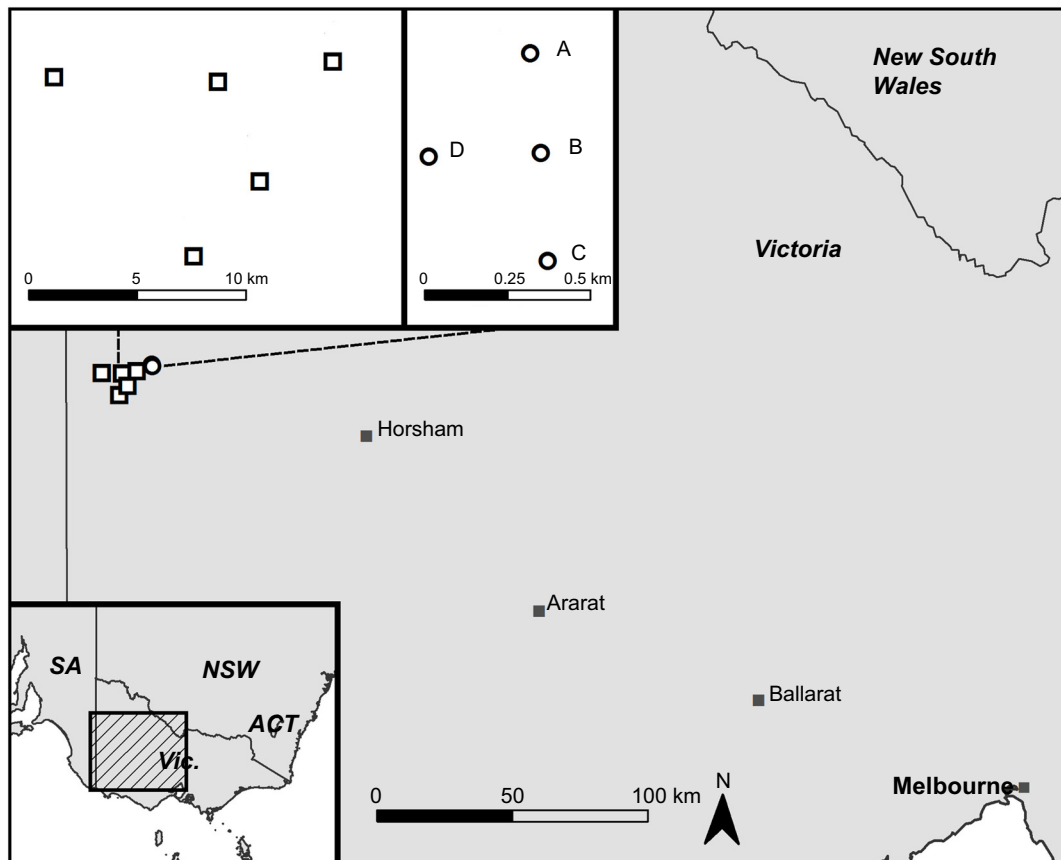 A
New South
Wales
D
B
Victoria
C
0 5 10 km
0 0.25 0.5 km
Horsham
Ararat
SA
NSW
Ballarat
ACT
Vic.
N
Melbourne
0 50 100 km